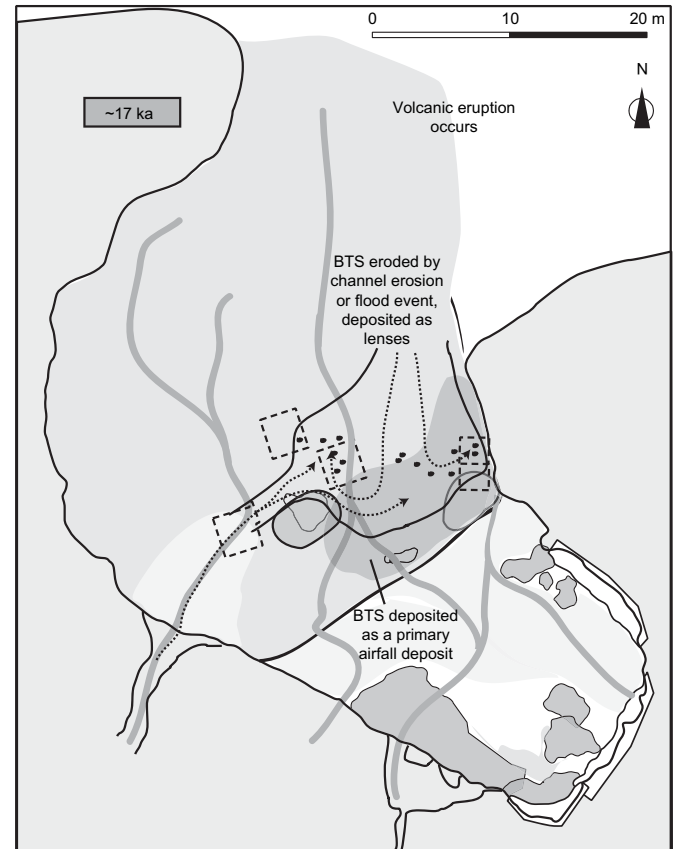 0 10 20 m
N
~17 ka
Volcanic eruption
occurs
BTS eroded by
channel erosion
or flood event,
deposited as
lenses
BTS deposited
as a primary
airfall deposit